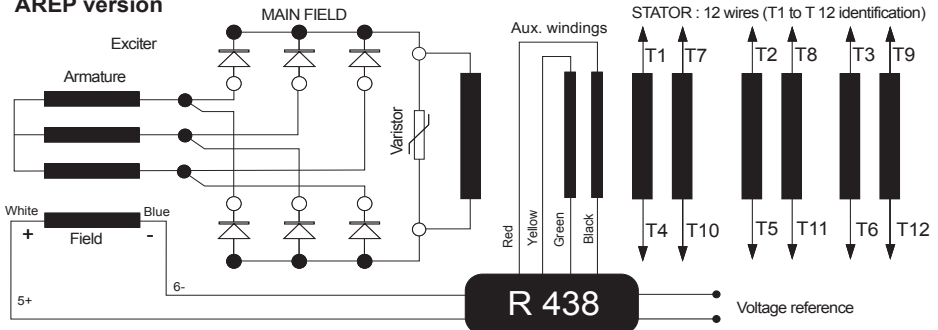 AREP version
MAIN FIELD
STATOR : 12 wires (T1 to T 12 identification)
Exciter
Aux. windings
Armature
T1 T7 T2 T8 T3 T9
Varistor
White + Field - Blue
Red
Yellow
Green
Black
T4 T10 T5 T11 T6 T12
5+
6-
R 438
Voltage reference